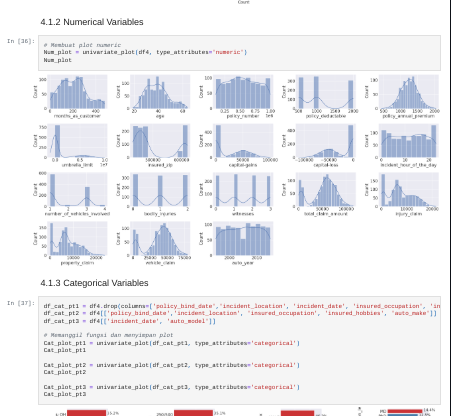 Count
4.1.2 Numerical Variables
In [36]:
# Membuat plot numeric
Num_plot = univariate_plot(df4, type_attributes='numeric')
Num_plot
months_as_customer age policy_number policy_deductable policy_annual_premium
umbrella_limit insured_zip capital-gains capital-loss incident_hour_of_the_day
number_of_vehicles_involved bodily_injuries witnesses total_claim_amount injury_claim
property_claim vehicle_claim auto_year
4.1.3 Categorical Variables
In [37]:
df_cat_pt1 = df4.drop(columns=['policy_bind_date','incident_location', 'incident_date', 'insured_occupation', 'in
df_cat_pt2 = df4[['policy_bind_date','incident_location', 'insured_occupation', 'insured_hobbies', 'auto_make']]
df_cat_pt3 = df4[['incident_date', 'auto_model']]
# Memanggil fungsi dan menyimpan plot
Cat_plot_pt1 = univariate_plot(df_cat_pt1, type_attributes='categorical')
Cat_plot_pt1
Cat_plot_pt2 = univariate_plot(df_cat_pt2, type_attributes='categorical')
Cat_plot_pt2
Cat_plot_pt3 = univariate_plot(df_cat_pt3, type_attributes='categorical')
Cat_plot_pt3